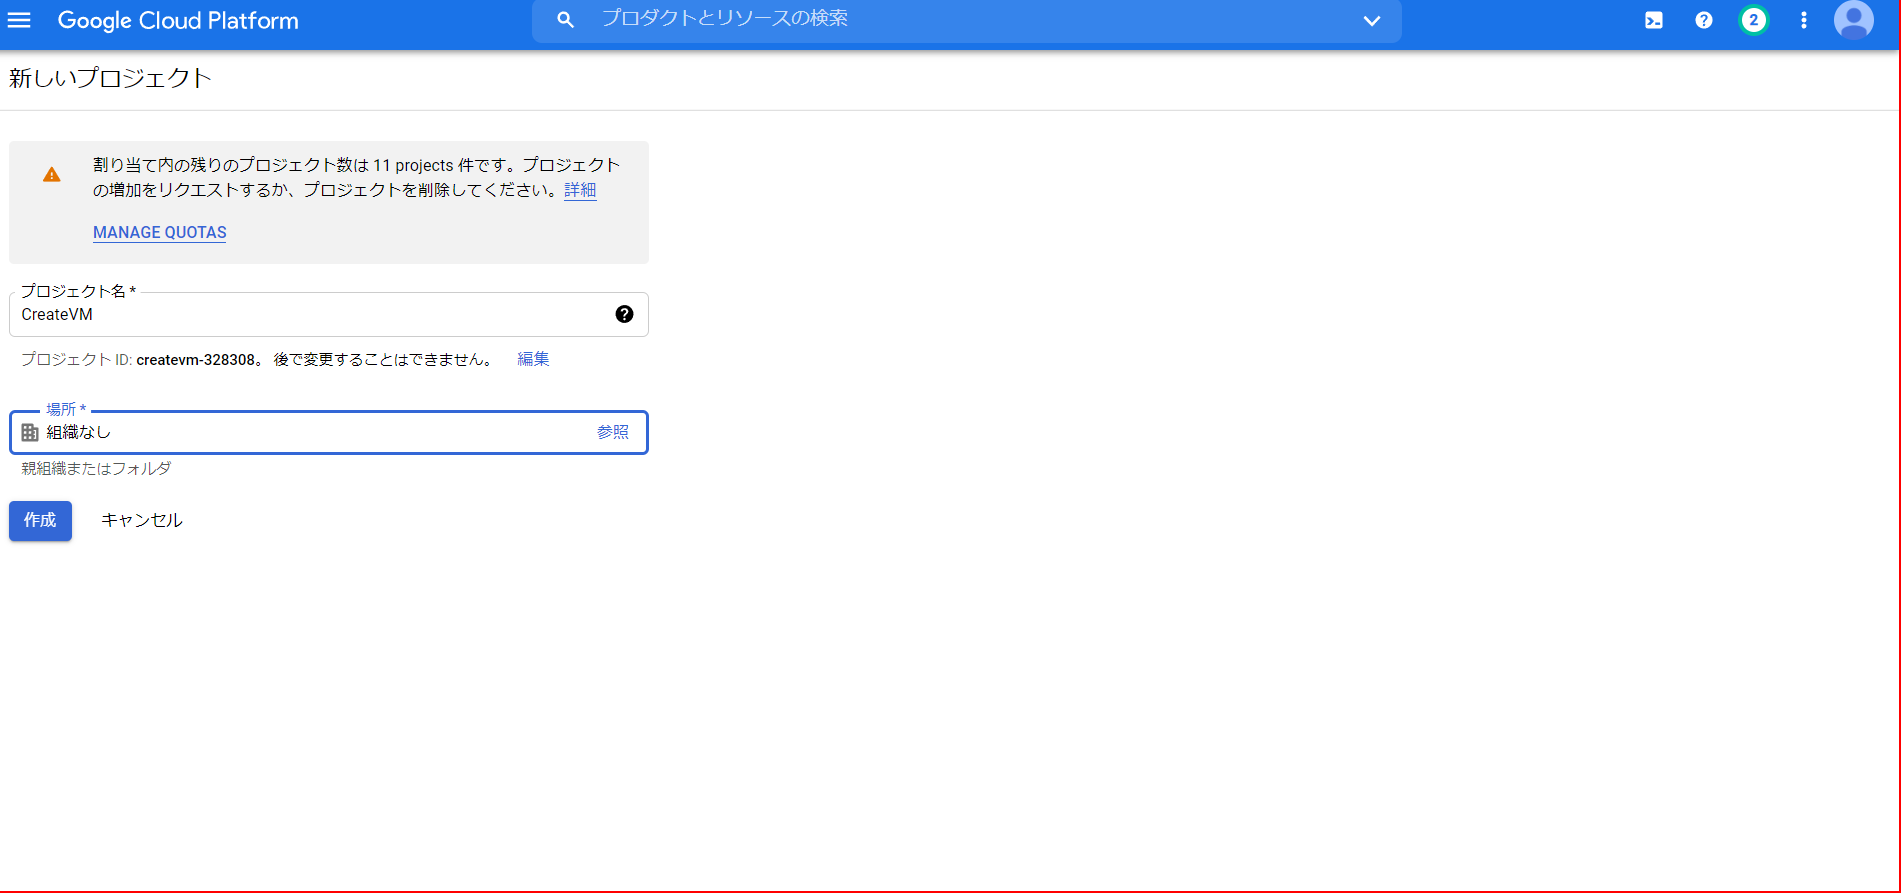 Google Cloud Platform
プロダクトとリソースの検索
2
新しいプロジェクト
割り当て内の残りのプロジェクト数は 11 projects 件です。プロジェクト
の増加をリクエストするか、プロジェクトを削除してください。詳細
MANAGE QUOTAS
プロジェクト名 *
CreateVM
プロジェクト ID: createvm-328308。 後で変更することはできません。 編集
場所 *
組織なし 参照
親組織またはフォルダ
作成 キャンセル